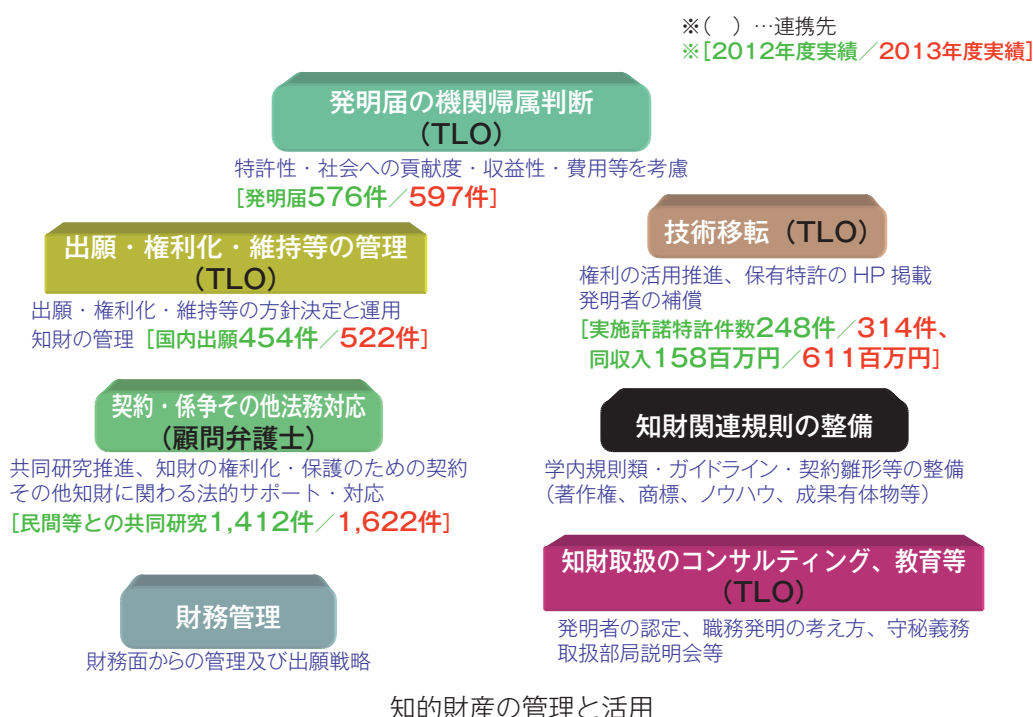 ※(　) …連携先
※[2012年度実績／2013年度実績]
発明届の機関帰属判断
（TLO）
特許性・社会への貢献度・収益性・費用等を考慮
[発明届576件／597件]
出願・権利化・維持等の管理
（TLO）
出願・権利化・維持等の方針決定と運用
知財の管理 [国内出願454件／522件]
技術移転（TLO）
権利の活用推進、保有特許の HP 掲載
発明者の補償
[実施許諾特許件数248件／314件、
同収入158百万円／611百万円]
契約・係争その他法務対応
（顧問弁護士）
共同研究推進、知財の権利化・保護のための契約
その他知財に関わる法的サポート・対応
[民間等との共同研究1,412件／1,622件]
知財関連規則の整備
学内規則類・ガイドライン・契約雛形等の整備
（著作権、商標、ノウハウ、成果有体物等）
知財取扱のコンサルティング、教育等
（TLO）
発明者の認定、職務発明の考え方、守秘義務
取扱部局説明会等
財務管理
財務面からの管理及び出願戦略
知的財産の管理と活用